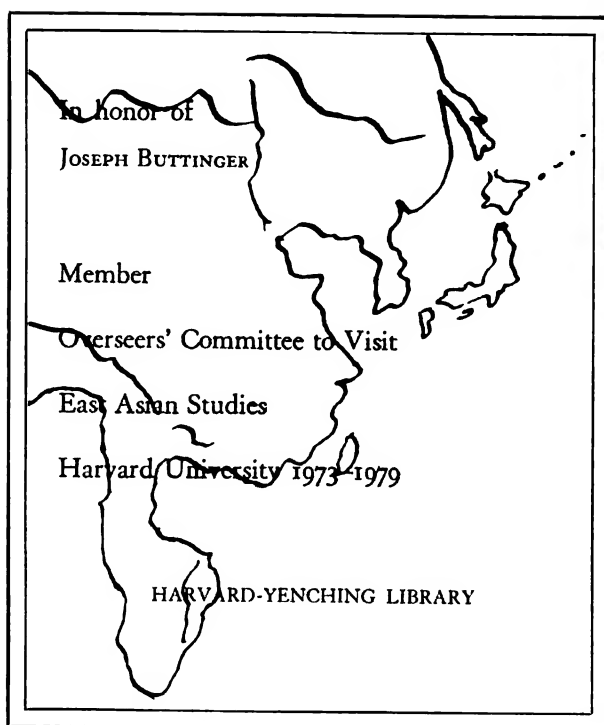 In honor of
JOSEPH BUTTINGER
Member
Overseers' Committee to Visit
East Asian Studies
Harvard University 1973-1979
HARVARD-YENCHING LIBRARY